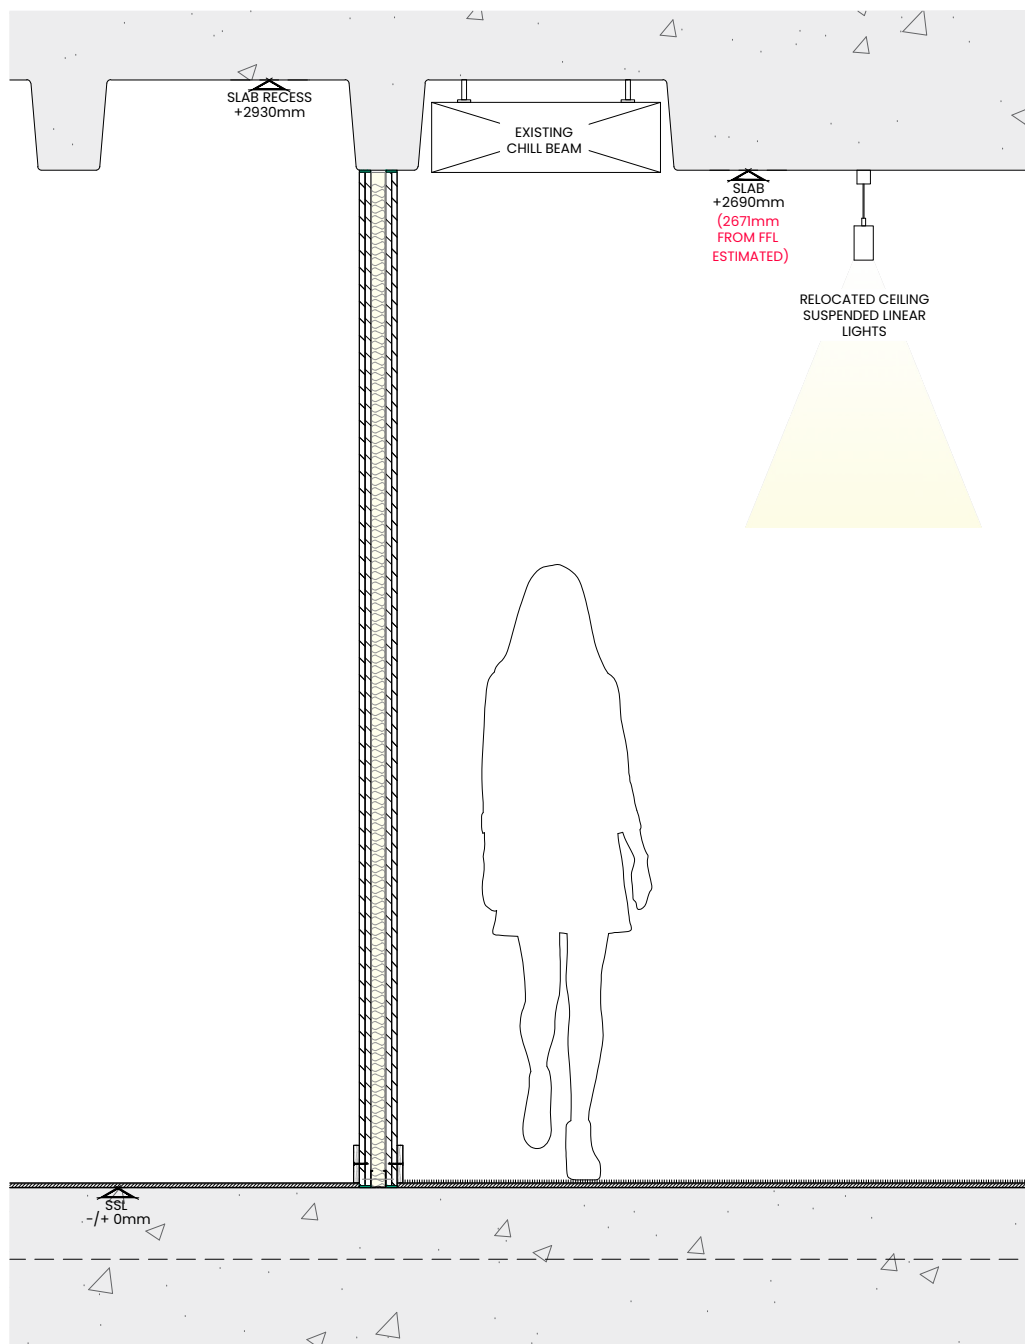 SLAB RECESS
+2930mm
EXISTING
CHILL BEAM
SLAB
+2690mm
(2671mm
FROM FFL
ESTIMATED)
RELOCATED CEILING
SUSPENDED LINEAR
LIGHTS
SSL
-/+ 0mm